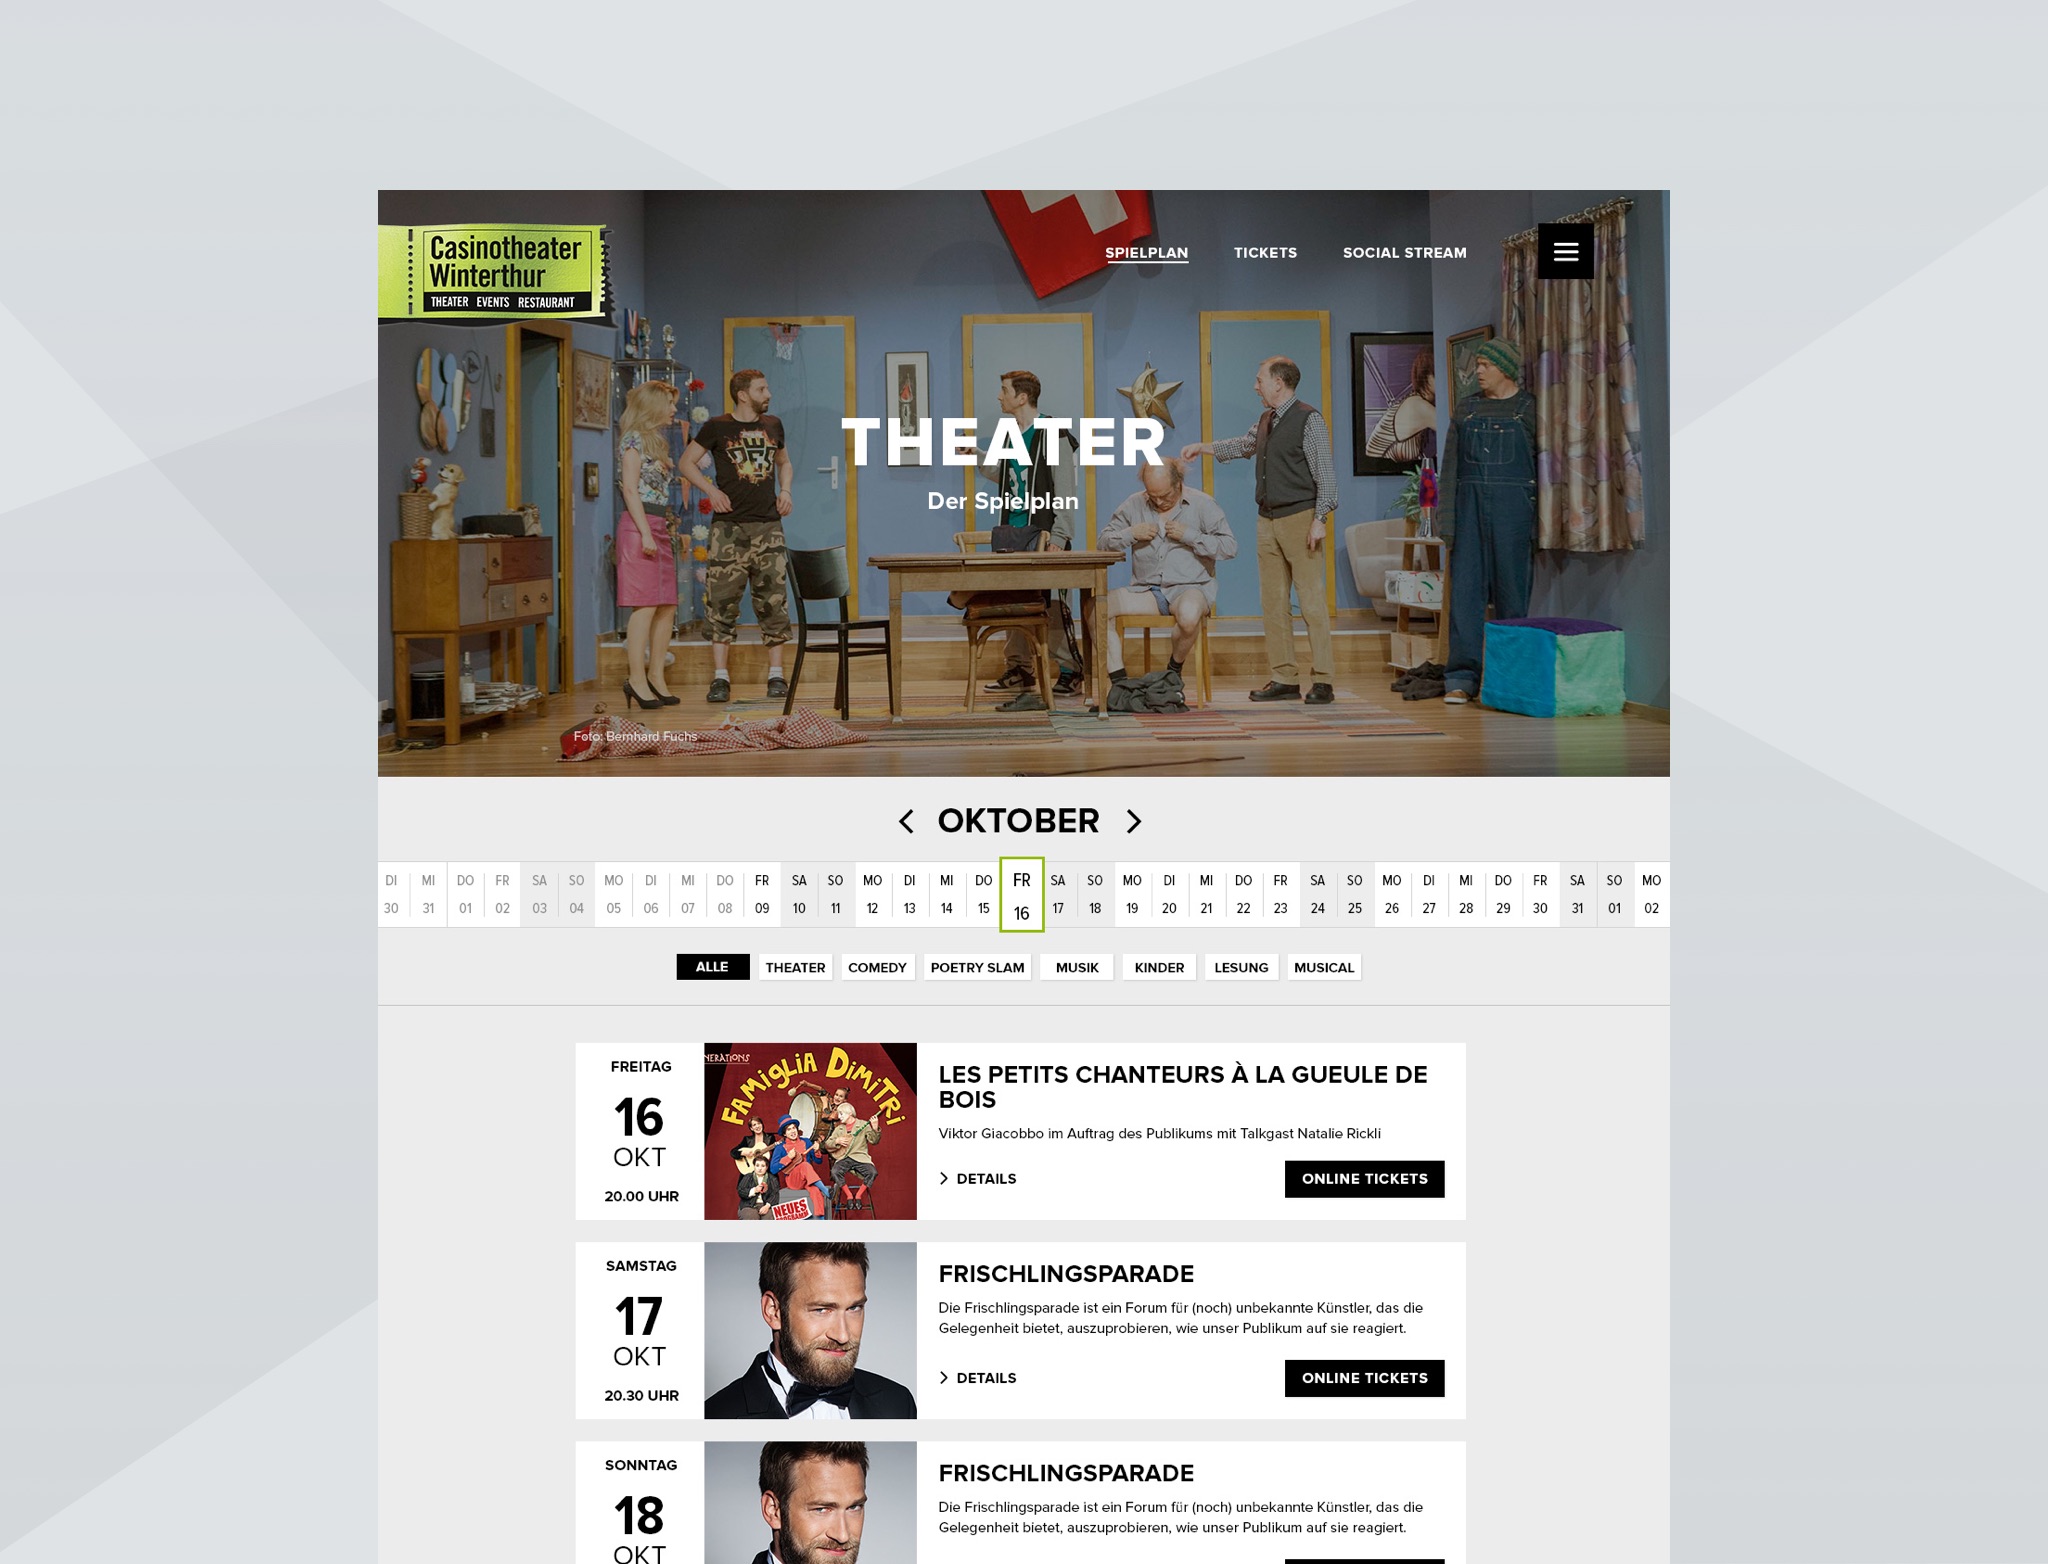 Casinotheater
Winterthur
THEATER EVENTS RESTAURANT
SPIELPLAN TICKETS SOCIAL STREAM
THEATER
Der Spielplan
Foto: Bernhard Fuchs
OKTOBER
DI MI DO FR SA SO MO DI MI DO FR SA SO MO DI MI DO FR SA SO MO DI MI DO FR SA SO MO DI MI DO FR SA SO MO
30 31 01 02 03 04 05 06 07 08 09 10 11 12 13 14 15 16 17 18 19 20 21 22 23 24 25 26 27 28 29 30 31 01 02
ALLE THEATER COMEDY POETRY SLAM MUSIK KINDER LESUNG MUSICAL
FREITAG
16
OKT
20.00 UHR
NERATIONS
FAMIGLIA DIMITRI
NEUES
LES PETITS CHANTEURS À LA GUEULE DE
BOIS
Viktor Giacobbo im Auftrag des Publikums mit Talkgast Natalie Rickli
DETAILS
ONLINE TICKETS
SAMSTAG
17
OKT
20.30 UHR
FRISCHLINGSPARADE
Die Frischlingsparade ist ein Forum für (noch) unbekannte Künstler, das die
Gelegenheit bietet, auszuprobieren, wie unser Publikum auf sie reagiert.
DETAILS
ONLINE TICKETS
SONNTAG
18
OKT
FRISCHLINGSPARADE
Die Frischlingsparade ist ein Forum für (noch) unbekannte Künstler, das die
Gelegenheit bietet, auszuprobieren, wie unser Publikum auf sie reagiert.